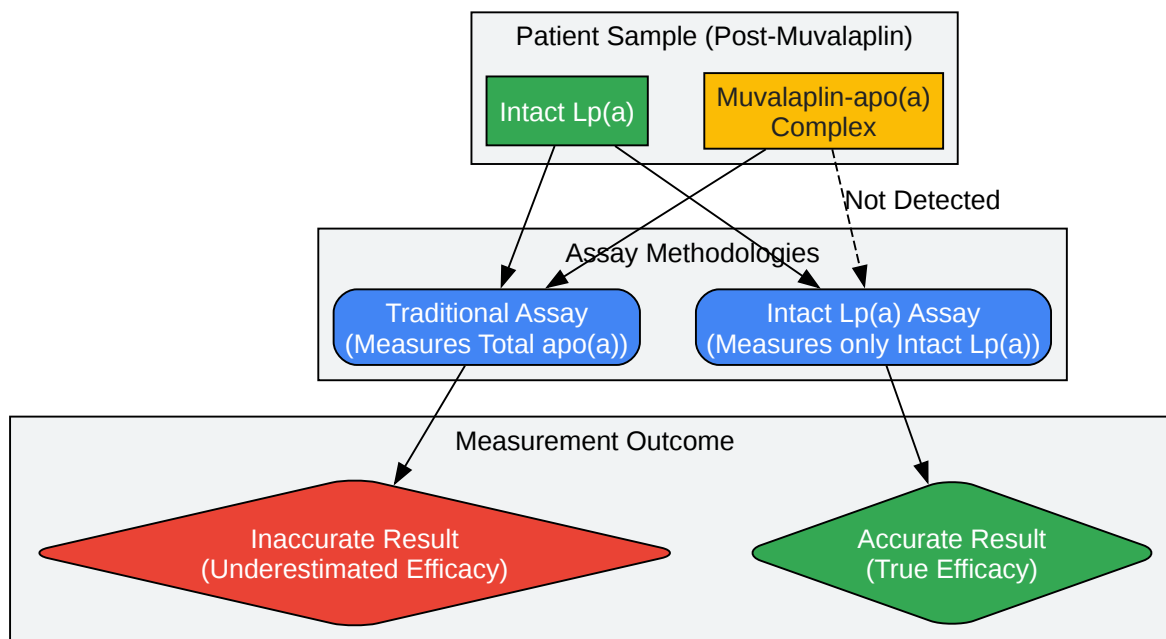 Patient Sample (Post-Muvalaplin)
Intact Lp(a)
Muvalaplin-apo(a)
Complex
Not Detected
Assay Methodologies
Traditional Assay
(Measures Total apo(a))
Intact Lp(a) Assay
(Measures only Intact Lp(a))
Measurement Outcome
Inaccurate Result
(Underestimated Efficacy)
Accurate Result
(True Efficacy)